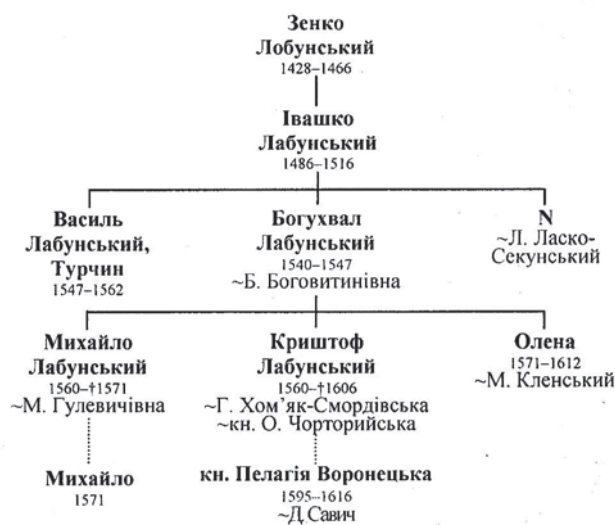 Зенко
Лобунський
1428–1466
Івашко
Лабунський
1486–1516
Василь
Лабунський,
Турчин
1547–1562
Богухвал
Лабунський
1540–1547
~Б. Боговитинівна
N
~Л. Ласко-
Секунський
Михайло
Лабунський
1560–†1571
~М. Гулевичівна
Криштоф
Лабунський
1560–†1606
~Г. Хом’як-Смордівська
~кн. О. Чорторийська
Олена
1571–1612
~М. Кленський
Михайло
1571
кн. Пелагія Воронецька
1595–1616
~Д. Савич